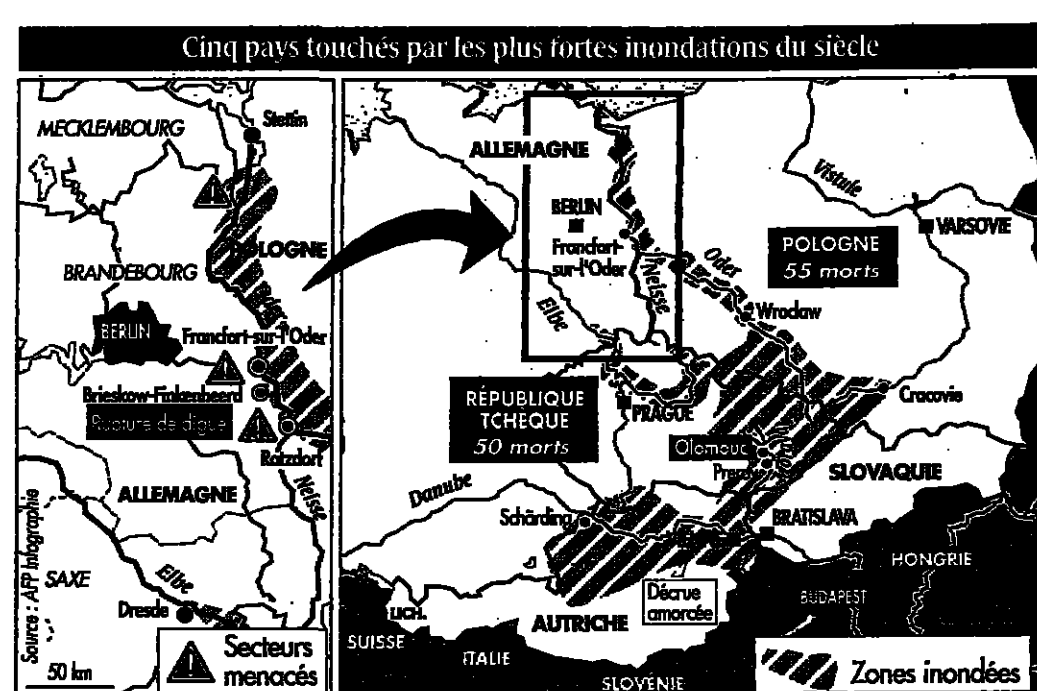 Cinq pays touchés par les plus fortes inondations du siècle
MECKLEMBOURG
Stettin
BRANDEBOURG
BERLIN
Francfort-sur-l'Oder
Brieskow-Finkenheerd
Rupture de digue
Ratzdorf
ALLEMAGNE
Neisse
SAXE
Elbe
Dresde
Source : AFP Infographie
50 km
Secteurs
menacés
ALLEMAGNE
BERLIN
Francfort-
sur-l'Oder
Neisse
Oder
Elbe
Vistule
VARSOVIE
POLOGNE
55 morts
Wroclaw
Cracovie
RÉPUBLIQUE
TCHÈQUE
50 morts
PRAGUE
Olomouc
SLOVAQUIE
Danube
Schärding
BRATISLAVA
HONGRIE
BUDAPEST
Décrue
amorcée
LICH.
AUTRICHE
SUISSE
ITALIE
SLOVÉNIE
Zones inondées